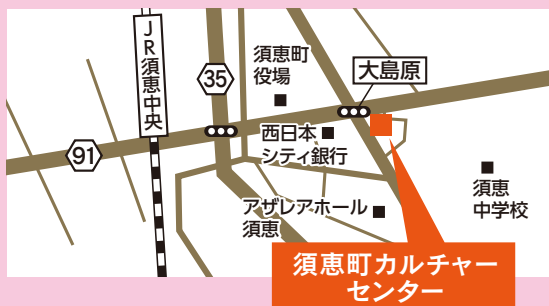 JR須恵中央
35
須恵町
役場
大島原
91
西日本
シティ銀行
須恵
中学校
アザレアホール
須恵
須恵町カルチャー
センター